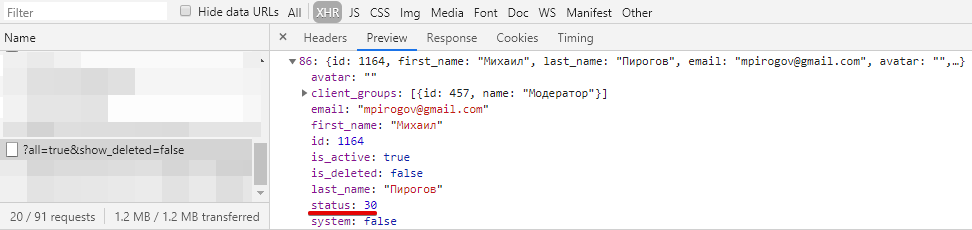 Filter
Hide data URLs
All
XHR
JS
CSS
Img
Media
Font
Doc
WS
Manifest
Other
Name
Headers
Preview
Response
Cookies
Timing
?all=true&show_deleted=false
20 / 91 requests
1.2 MB / 1.2 MB transferred
86: {id: 1164, first_name: "Михаил", last_name: "Пирогов", email: "mpirogov@gmail.com", avatar: "",…}
avatar: ""
client_groups: [{id: 457, name: "Модератор"}]
email: "mpirogov@gmail.com"
first_name: "Михаил"
id: 1164
is_active: true
is_deleted: false
last_name: "Пирогов"
status: 30
system: false